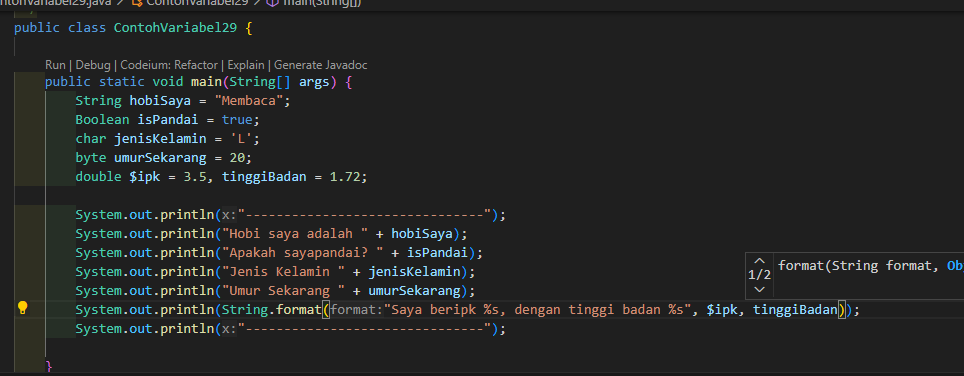 ContohVariabel29.java > ContohVariabel29 > main(String[])
public class ContohVariabel29 {
Run | Debug | Codeium: Refactor | Explain | Generate Javadoc
public static void main(String[] args) {
String hobiSaya = "Membaca";
Boolean isPandai = true;
char jenisKelamin = 'L';
byte umurSekarang = 20;
double $ipk = 3.5, tinggiBadan = 1.72;
System.out.println(x:"-------------------------------");
System.out.println("Hobi saya adalah " + hobiSaya);
System.out.println("Apakah sayapandai? " + isPandai);
System.out.println("Jenis Kelamin " + jenisKelamin);
System.out.println("Umur Sekarang " + umurSekarang);
1/2 format(String format, Ob
System.out.println(String.format(format:"Saya beripk %s, dengan tinggi badan %s", $ipk, tinggiBadan));
System.out.println(x:"-------------------------------");
}